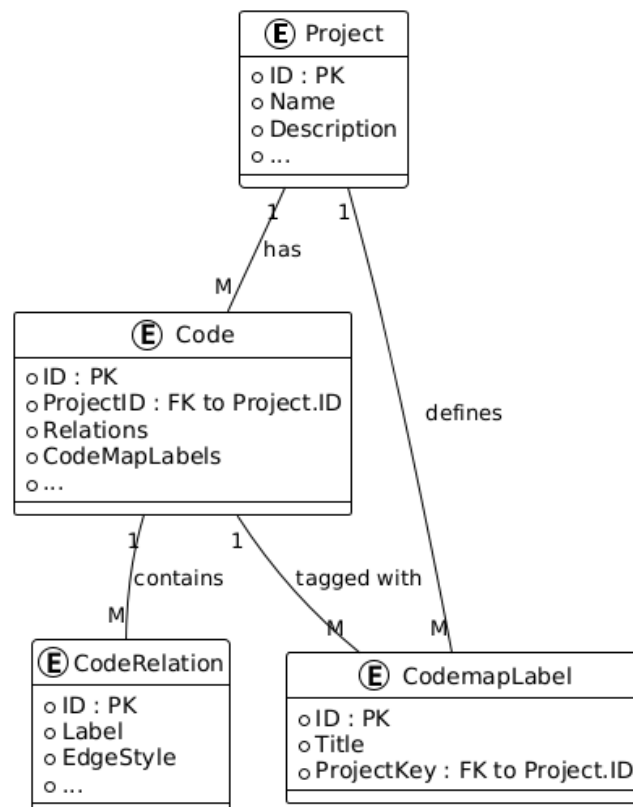 E Project
ID : PK
Name
Description
...
1 1
has
M
E Code
ID : PK
ProjectID : FK to Project.ID
Relations
CodeMapLabels
...
defines
1 1
contains
tagged with
M M M
E CodeRelation
ID : PK
Label
EdgeStyle
...
E CodemapLabel
ID : PK
Title
ProjectKey : FK to Project.ID